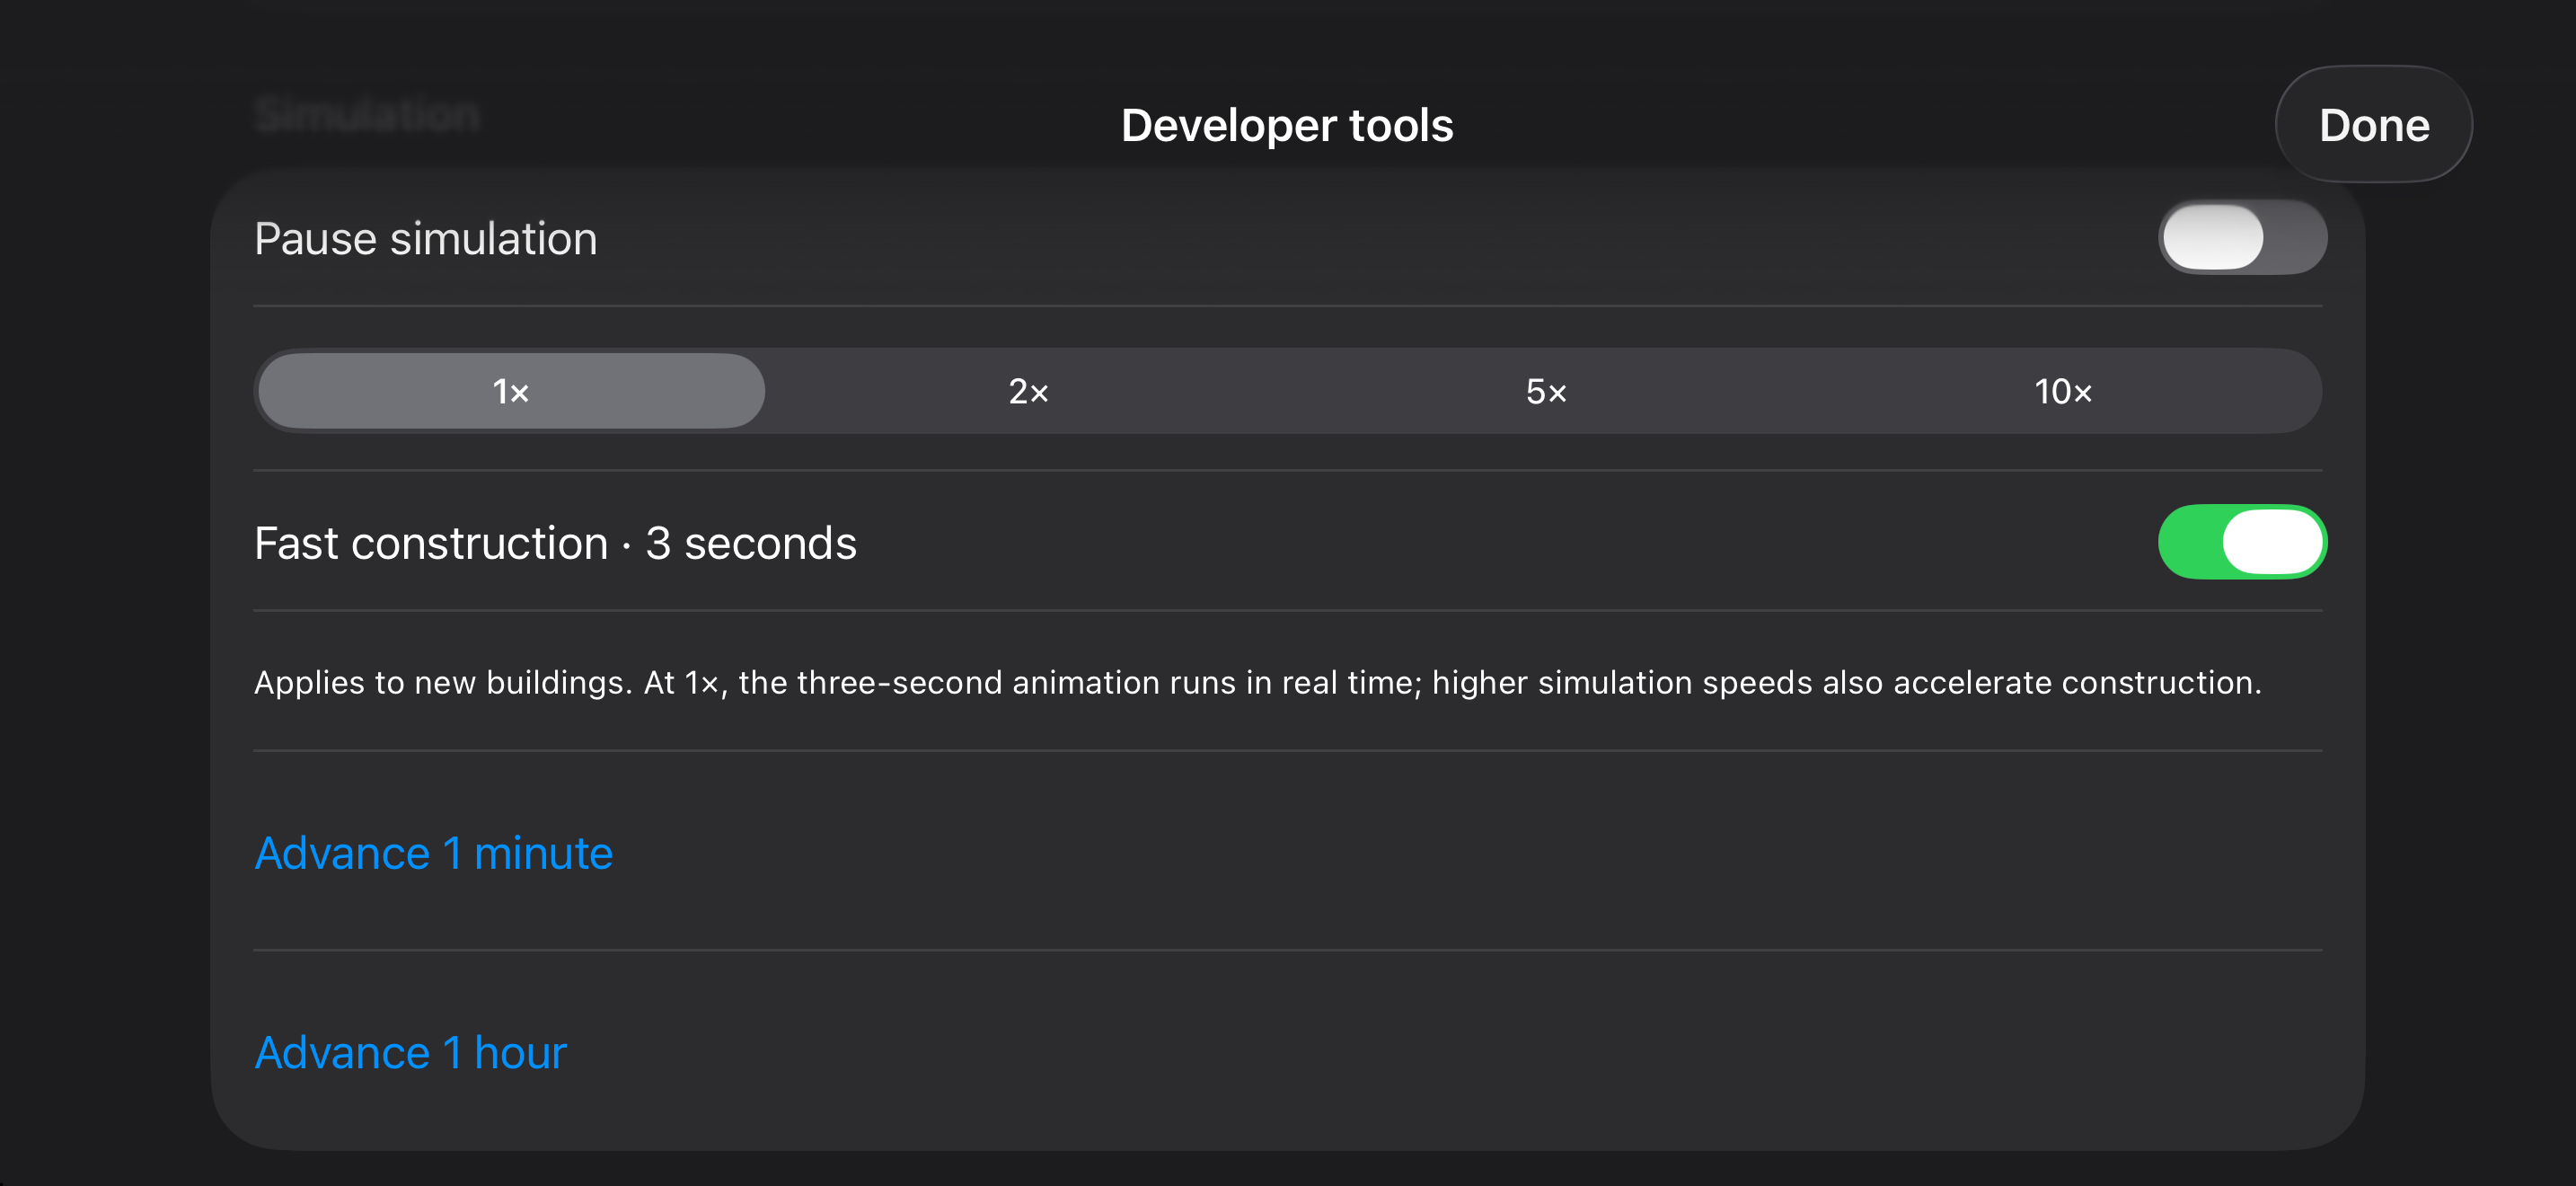 Simulation
Developer tools
Done
Pause simulation
1×
2×
5×
10×
Fast construction · 3 seconds
Applies to new buildings. At 1×, the three-second animation runs in real time; higher simulation speeds also accelerate construction.
Advance 1 minute
Advance 1 hour